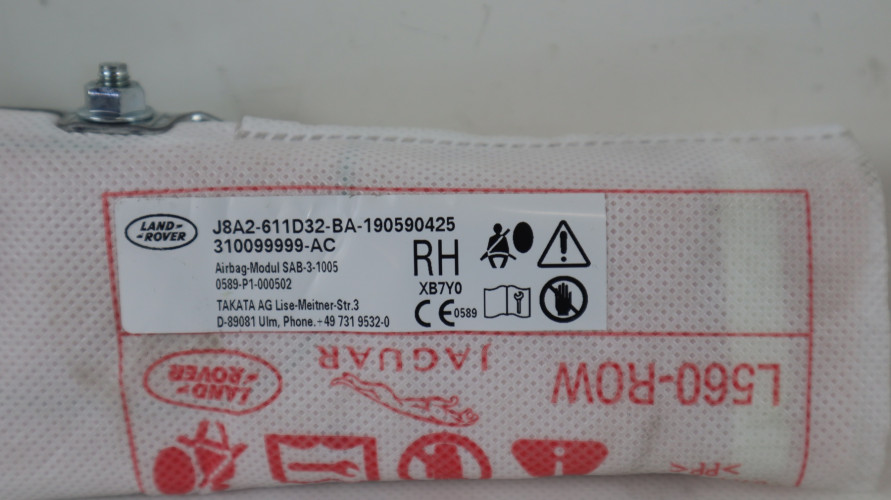 LAND-
ROVER
J8A2-611D32-BA-190590425
310099999-AC
Airbag-Modul SAB-3-1005
0589-P1-000502
TAKATA AG Lise-Meitner-Str.3
D-89081 Ulm, Phone.+49 731 9532-0
RH
XB7Y0
CE 0589
JAGUAR
LAND-
ROVER
L560-ROW
>PP<